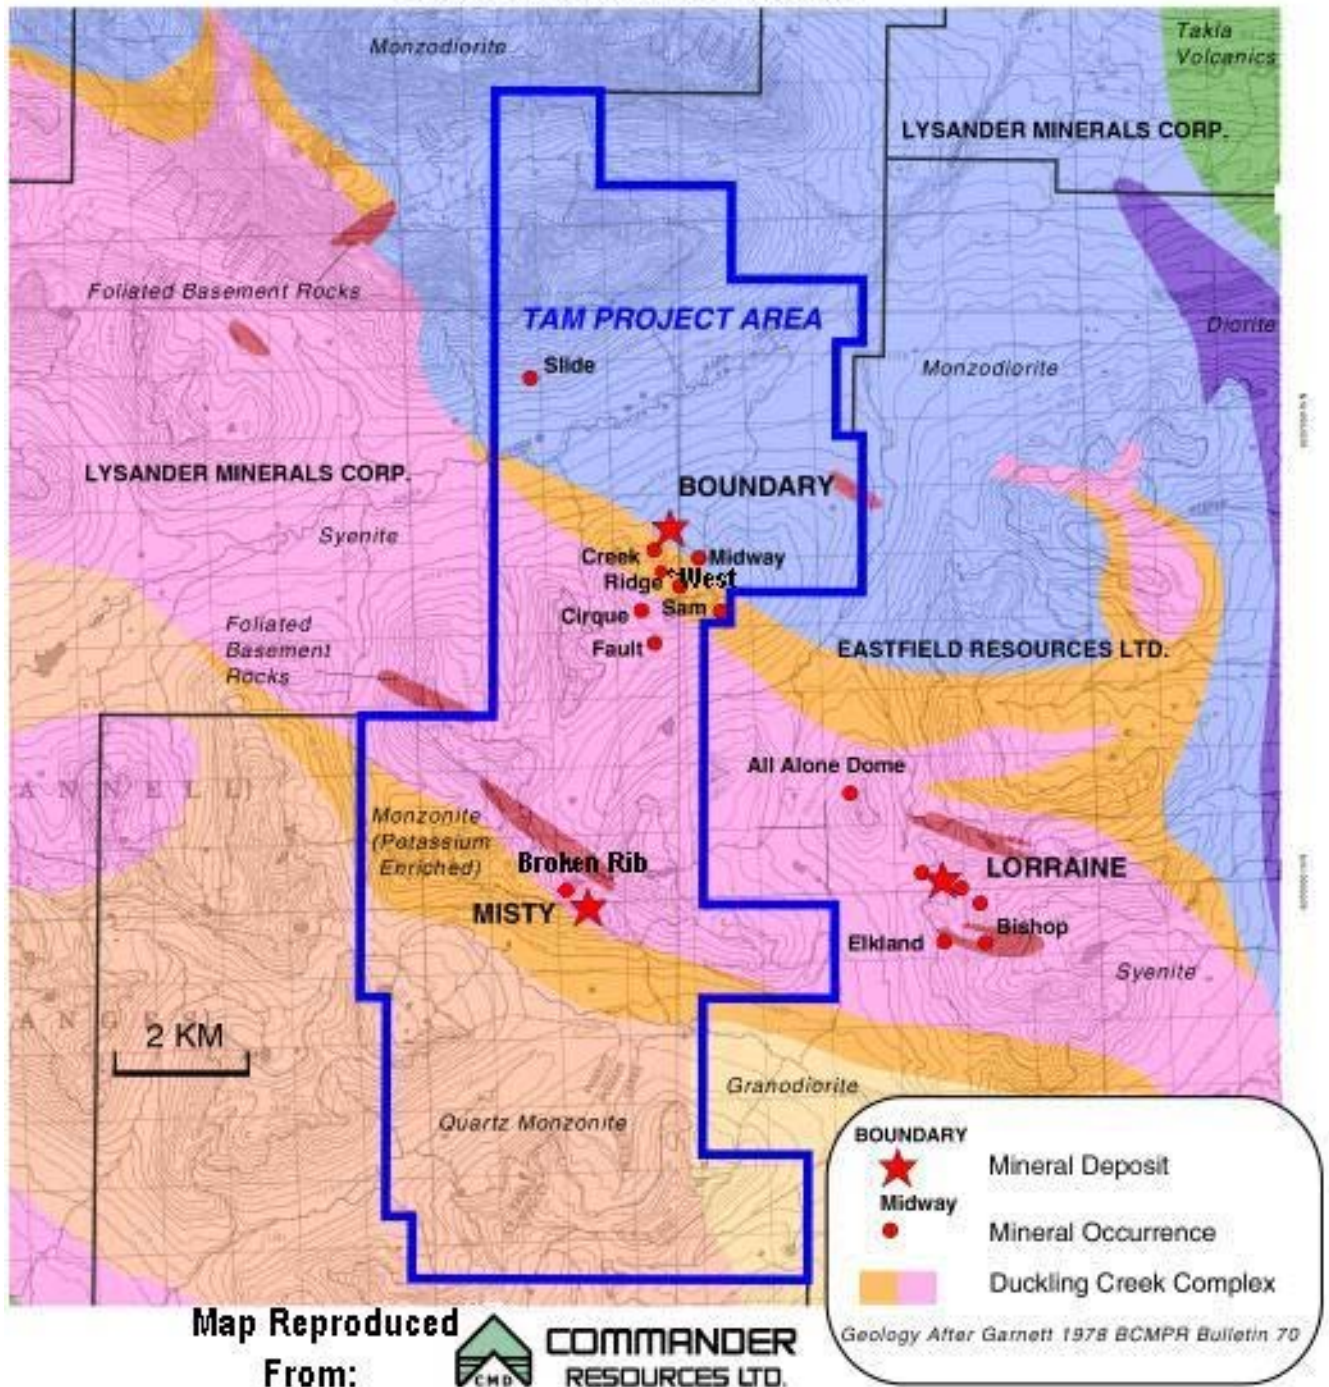 Monzodiorite
Takla
Volcanics
LYSANDER MINERALS CORP.
Foliated Basement Rocks
TAM PROJECT AREA
Diorite
Slide
Monzodiorite
LYSANDER MINERALS CORP.
BOUNDARY
Syenite
Creek
Midway
Ridge
West
Cirque
Sam
Foliated
Basement
Rocks
Fault
EASTFIELD RESOURCES LTD.
All Alone Dome
ANNELL)
Monzonite
(Potassium
Enriched)
Broken Rib
LORRAINE
MISTY
Bishop
Elkland
Syenite
ANGES)
2 KM
Granodiorite
Quartz Monzonite
BOUNDARY
Mineral Deposit
Midway
Mineral Occurrence
Duckling Creek Complex
Geology After Garnett 1978 BCMPR Bulletin 70
Map Reproduced
From:
CMD
COMMANDER
RESOURCES LTD.